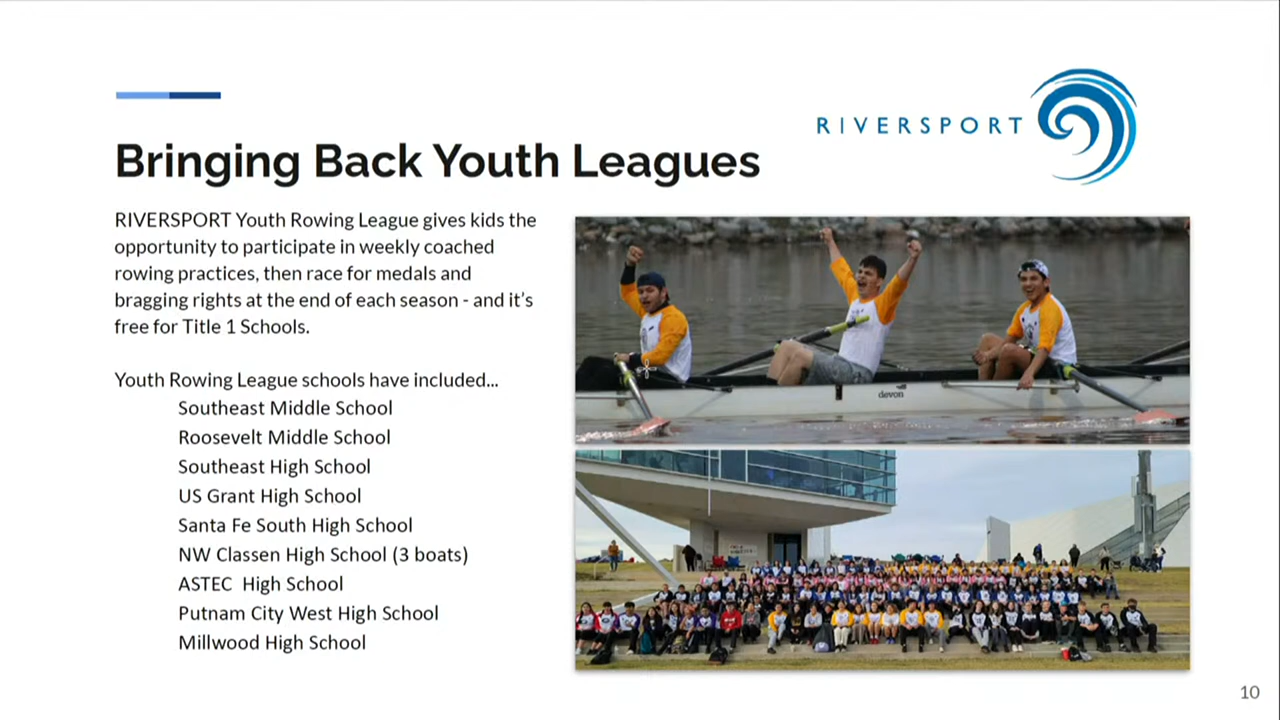 RIVERSPORT
Bringing Back Youth Leagues
RIVERSPORT Youth Rowing League gives kids the
opportunity to participate in weekly coached
rowing practices, then race for medals and
bragging rights at the end of each season - and it's
free for Title 1 Schools.
Youth Rowing League schools have included...
Southeast Middle School
Roosevelt Middle School
Southeast High School
US Grant High School
Santa Fe South High School
NW Classen High School (3 boats)
ASTEC  High School
Putnam City West High School
Millwood High School
devon
10